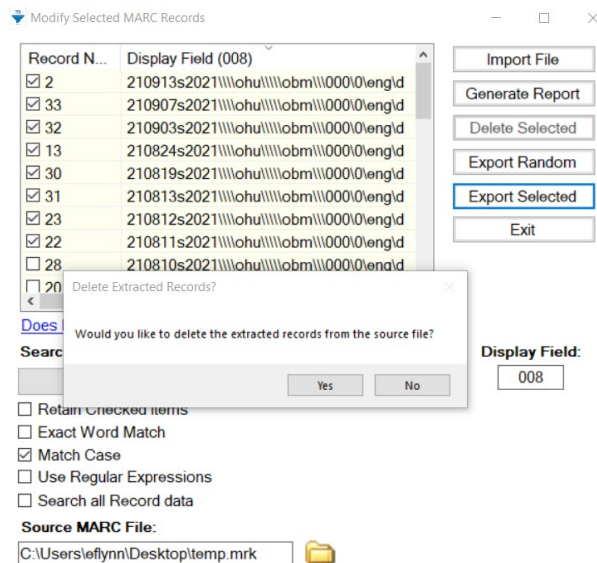 Modify Selected MARC Records
Record N... Display Field (008)
2 210913s2021\\\\ohu\\\\\obm\\\000\0\eng\d
33 210907s2021\\\\ohu\\\\\obm\\\000\0\eng\d
32 210903s2021\\\\ohu\\\\\obm\\\000\0\eng\d
13 210824s2021\\\\ohu\\\\\obm\\\000\0\eng\d
30 210819s2021\\\\ohu\\\\\obm\\\000\0\eng\d
31 210813s2021\\\\ohu\\\\\obm\\\000\0\eng\d
23 210812s2021\\\\ohu\\\\\obm\\\000\0\eng\d
22 210811s2021\\\\ohu\\\\\obm\\\000\0\eng\d
28 210810s2021\\\\ohu\\\\\obm\\\000\0\eng\d
20
Import File
Generate Report
Delete Selected
Export Random
Export Selected
Exit
Delete Extracted Records?
Would you like to delete the extracted records from the source file?
Yes No
Does
Searc
Display Field:
008
Retain Checked Items
Exact Word Match
Match Case
Use Regular Expressions
Search all Record data
Source MARC File:
C:\Users\eflynn\Desktop\temp.mrk